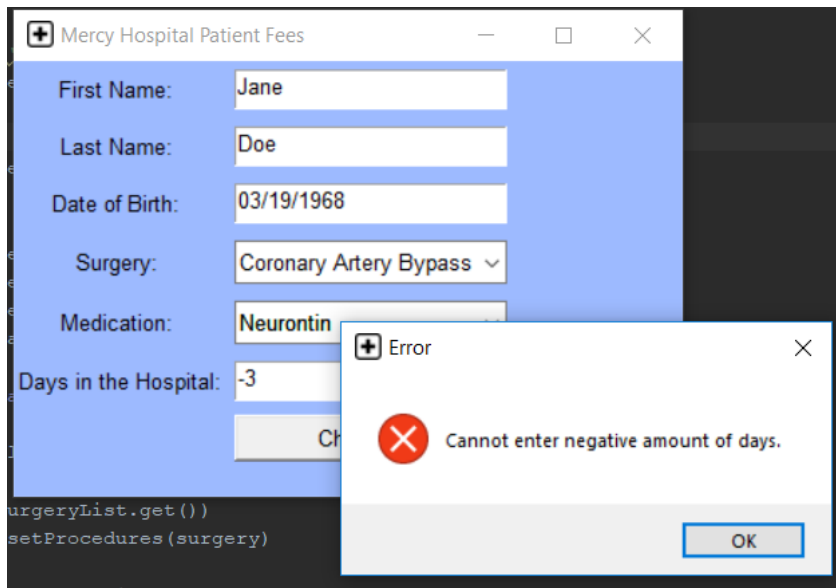 Mercy Hospital Patient Fees
First Name: Jane
Last Name: Doe
Date of Birth: 03/19/1968
Surgery: Coronary Artery Bypass
Medication: Neurontin
Error
Days in the Hospital: -3
Cannot enter negative amount of days.
OK
urgeryList.get())
setProcedures(surgery)